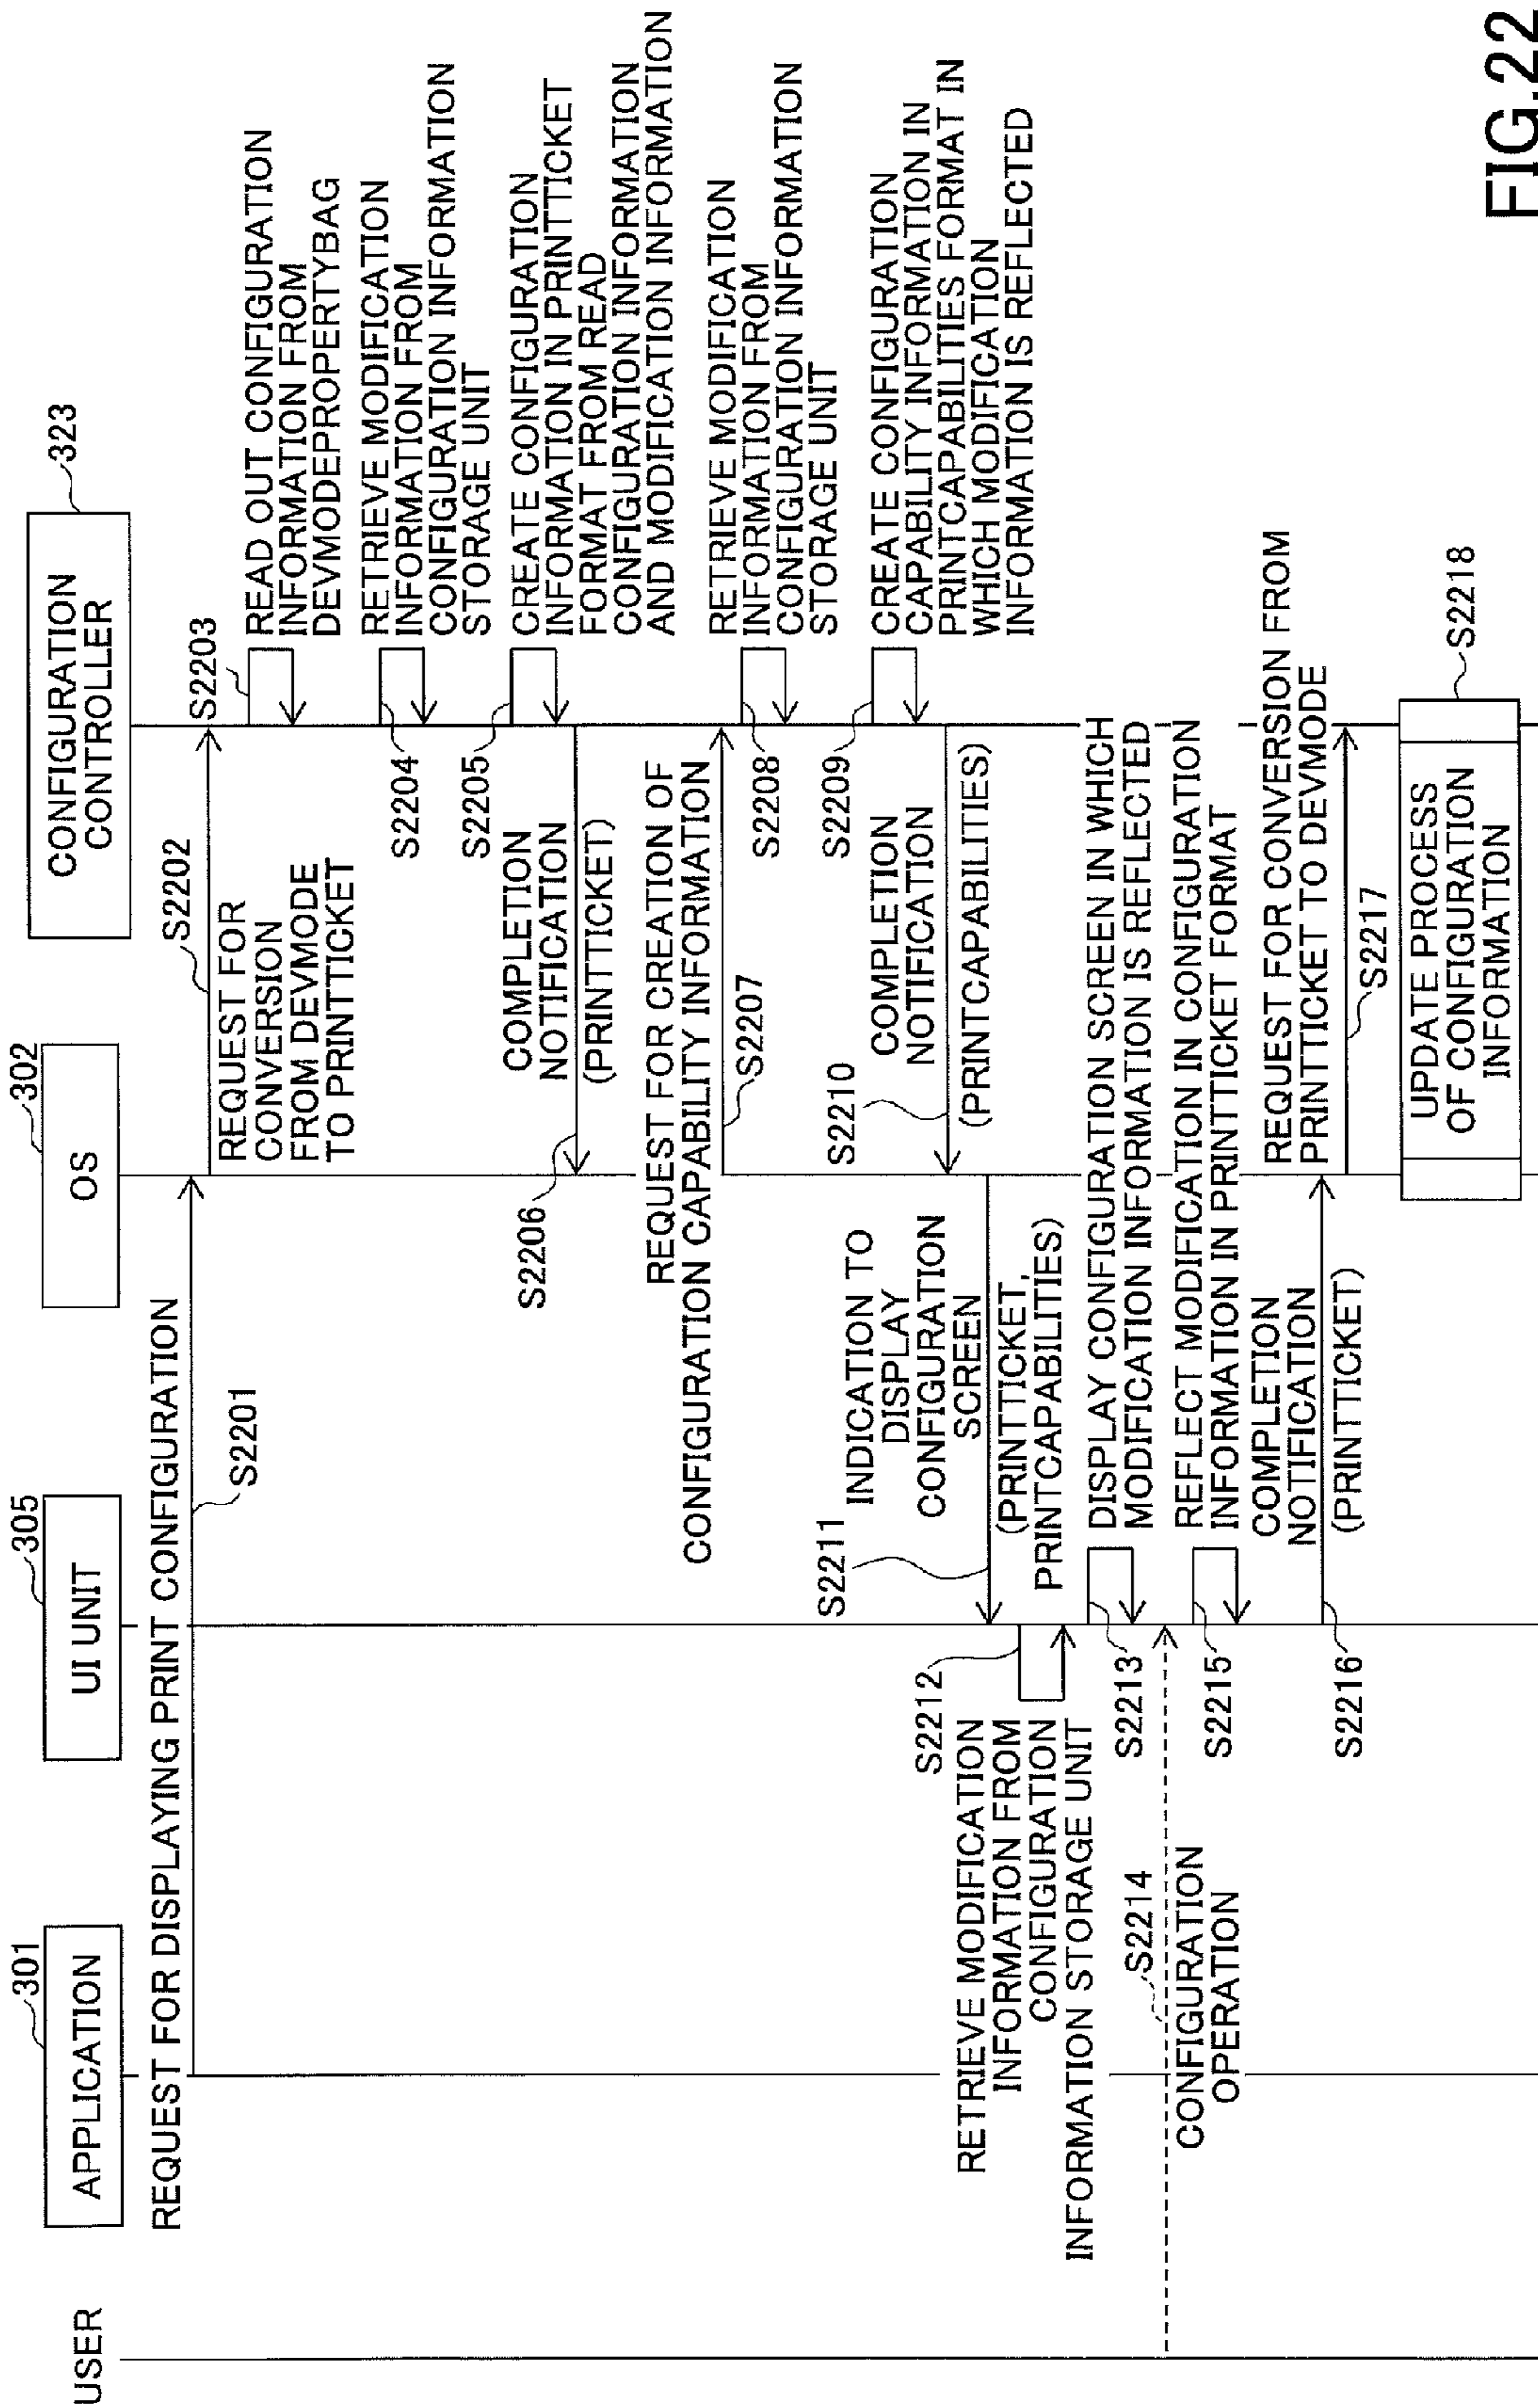 FIG.22
USER
301
APPLICATION
305
UI UNIT
302
OS
323
CONFIGURATION
CONTROLLER
REQUEST FOR DISPLAYING PRINT CONFIGURATION
S2201
S2202
REQUEST FOR
CONVERSION
FROM DEVMODE
TO PRINTTICKET
S2203
READ OUT CONFIGURATION
INFORMATION FROM
DEVMODEPROPERTYBAG
S2204
RETRIEVE MODIFICATION
INFORMATION FROM
CONFIGURATION INFORMATION
STORAGE UNIT
S2205
CREATE CONFIGURATION
INFORMATION IN PRINTTICKET
FORMAT FROM READ
CONFIGURATION INFORMATION
AND MODIFICATION INFORMATION
COMPLETION
NOTIFICATION
(PRINTTICKET)
S2206
REQUEST FOR CREATION OF
CONFIGURATION CAPABILITY INFORMATION
S2207
S2208
RETRIEVE MODIFICATION
INFORMATION FROM
CONFIGURATION INFORMATION
STORAGE UNIT
S2209
CREATE CONFIGURATION
CAPABILITY INFORMATION IN
PRINTCAPABILITIES FORMAT IN
WHICH MODIFICATION
INFORMATION IS REFLECTED
COMPLETION
NOTIFICATION
S2210
(PRINTCAPABILITIES)
S2211
INDICATION TO
DISPLAY
CONFIGURATION
SCREEN
(PRINTTICKET,
PRINTCAPABILITIES)
S2212
RETRIEVE MODIFICATION
INFORMATION FROM
CONFIGURATION
INFORMATION STORAGE UNIT
S2213
DISPLAY CONFIGURATION SCREEN IN WHICH
MODIFICATION INFORMATION IS REFLECTED
S2214
CONFIGURATION
OPERATION
S2215
REFLECT MODIFICATION IN CONFIGURATION
INFORMATION IN PRINTTICKET FORMAT
S2216
COMPLETION
NOTIFICATION
(PRINTTICKET)
REQUEST FOR CONVERSION FROM
PRINTTICKET TO DEVMODE
S2217
UPDATE PROCESS
OF CONFIGURATION
INFORMATION
S2218